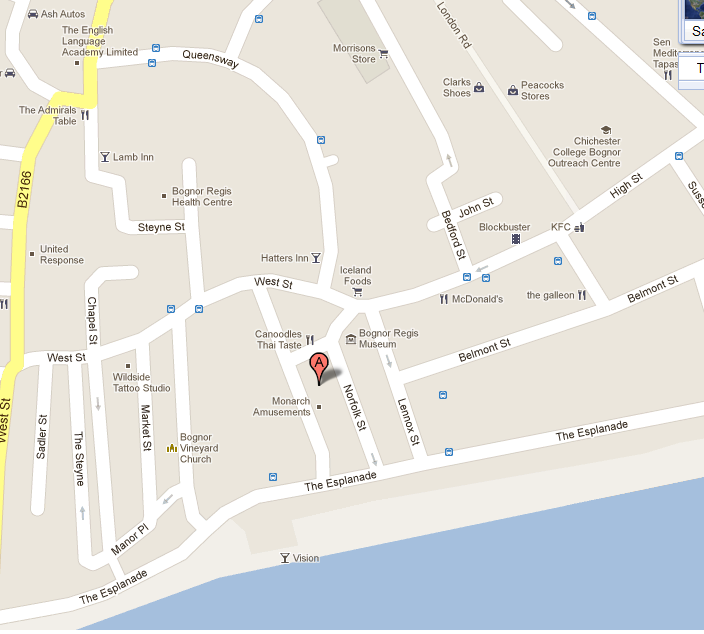 Ash Autos
The English
Language
Academy Limited
Queensway
Morrisons
Store
London Rd
Sa
Sen
Mediterra
Tapas
T
r
Clarks
Shoes
Peacocks
Stores
The Admirals
Table
Chichester
College Bognor
Outreach Centre
Lamb Inn
B2166
Bognor Regis
Health Centre
High St
Susse
John St
Steyne St
Bedford St
Blockbuster
KFC
United
Response
Hatters Inn
Iceland
Foods
West St
McDonald's
the galleon
Belmont St
Chapel St
Canoodles
Thai Taste
Bognor Regis
Museum
Belmont St
West St
A
Wildside
Tattoo Studio
Monarch
Amusements
Norfolk St
Lennox St
West St
Sadler St
The Steyne
Market St
Bognor
Vineyard
Church
The Esplanade
The Esplanade
Manor Pl
Vision
The Esplanade